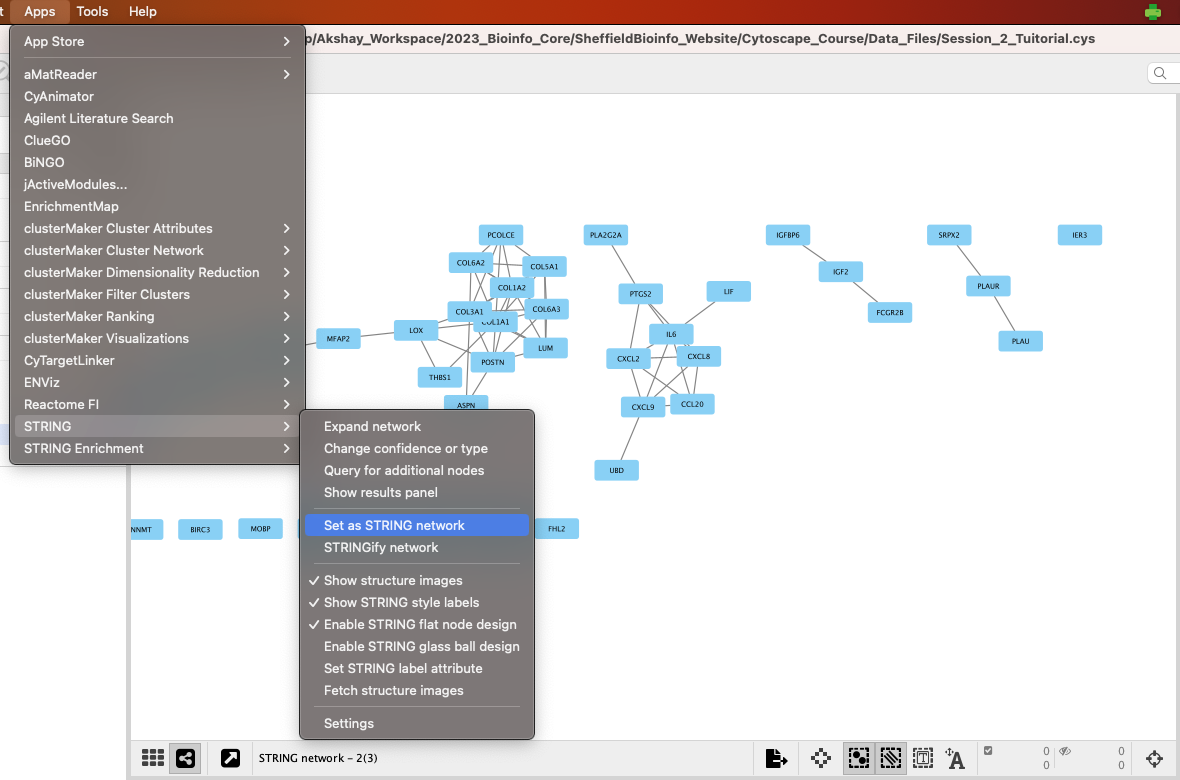 Apps Tools Help
App Store
p/Akshay_Workspace/2023_Bioinfo_Core/SheffieldBioinfo_Website/Cytoscape_Course/Data_Files/Session_2_Tuitorial.cys
aMatReader
CyAnimator
Agilent Literature Search
ClueGO
BiNGO
jActiveModules...
EnrichmentMap
clusterMaker Cluster Attributes
clusterMaker Cluster Network
clusterMaker Dimensionality Reduction
clusterMaker Filter Clusters
clusterMaker Ranking
clusterMaker Visualizations
CyTargetLinker
ENViz
Reactome FI
STRING
STRING Enrichment
Expand network
Change confidence or type
Query for additional nodes
Show results panel
Set as STRING network
STRINGify network
✓ Show structure images
✓ Show STRING style labels
✓ Enable STRING flat node design
Enable STRING glass ball design
Set STRING label attribute
Fetch structure images
Settings
PCOLCE PLA2G2A IGFBP6 SRPX2 IER3
COL6A2 COL5A1
IGF2
COL1A2 PLAUR
PTGS2 LIF
COL3A1 COL6A3 FCGR2B
COL1A1
LOX IL6
MFAP2 PLAU
LUM
POSTN CXCL2 CXCL8
THBS1
ASPN CXCL9 CCL20
UBD
NNMT BIRC3 MOBP FHL2
STRING network - 2(3)
0 0
0 0